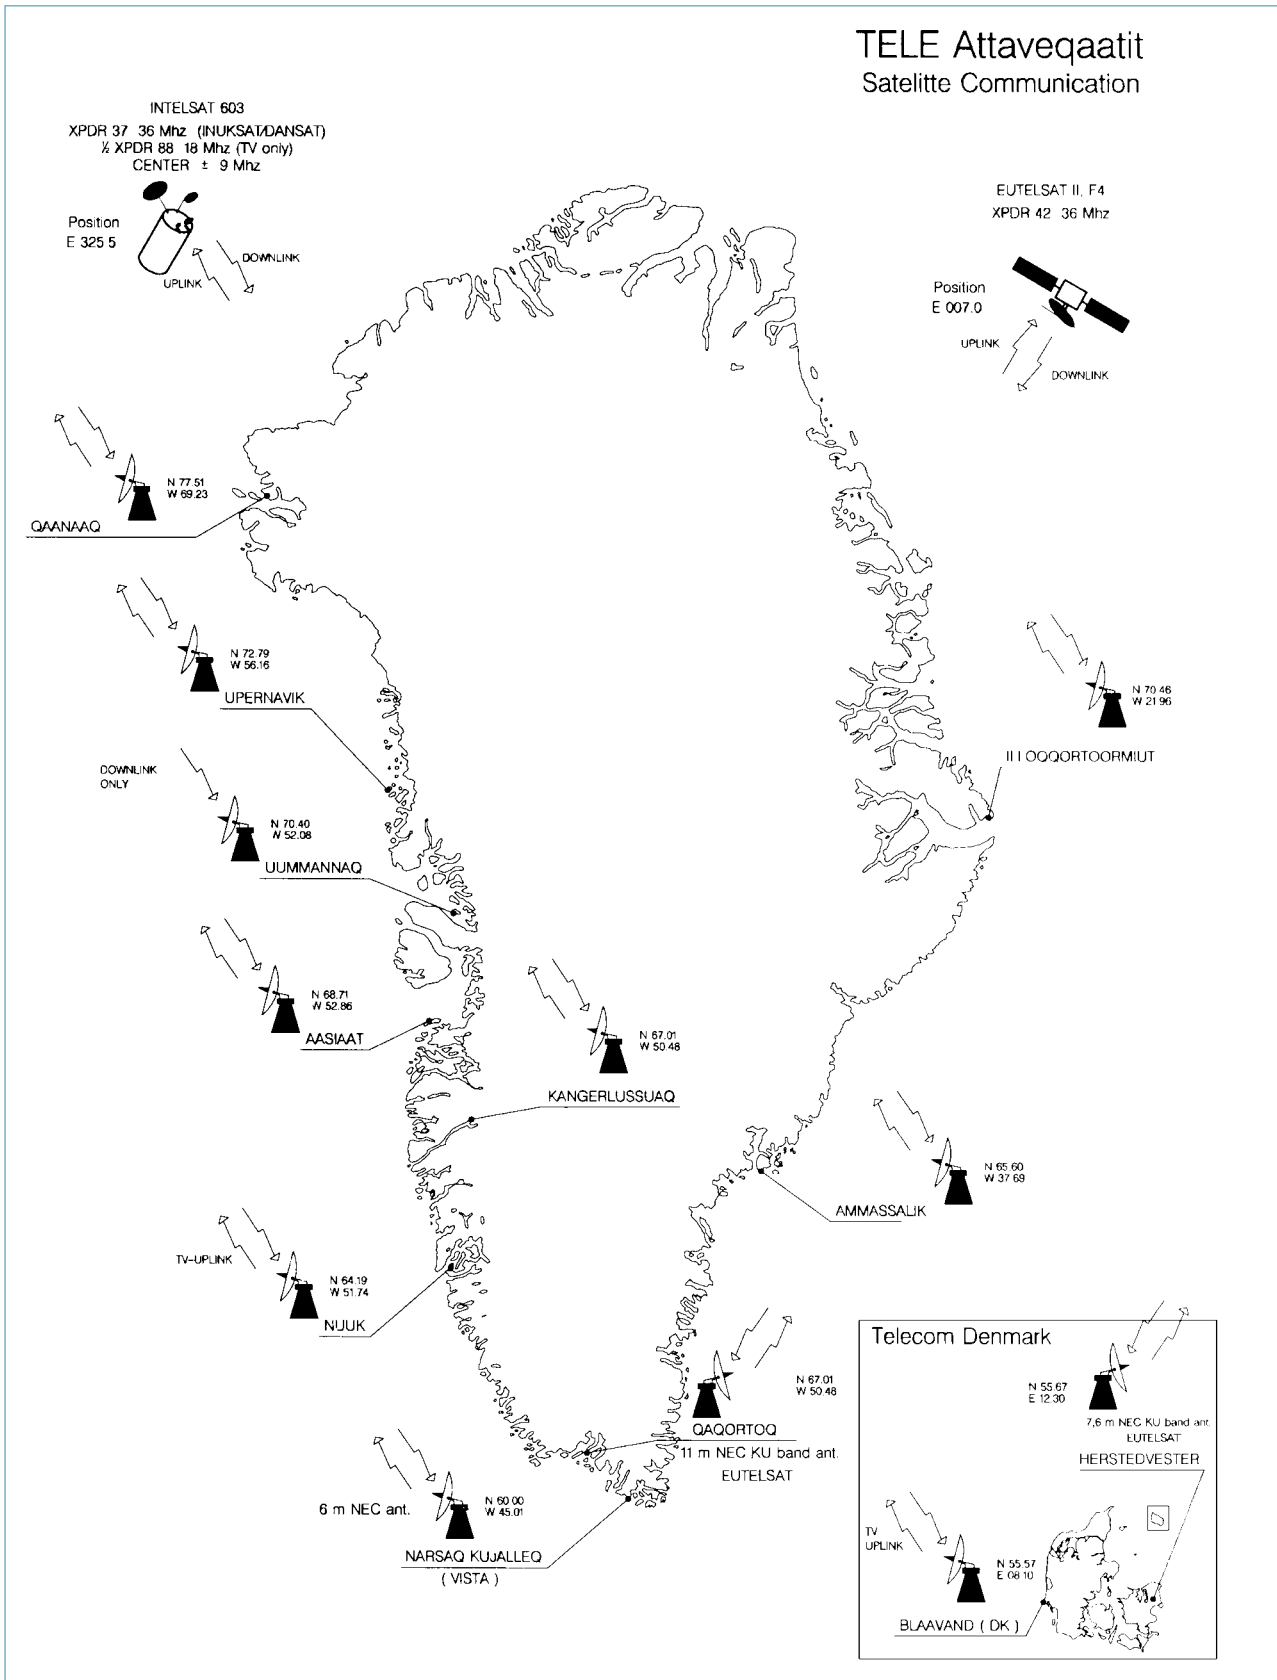 TELE Attaveqaatit
Satelitte Communication
INTELSAT 603
XPDR 37 36 Mhz (INUKSAT/DANSAT)
½ XPDR 88 18 Mhz (TV only)
CENTER ± 9 Mhz
Position
E 325 5
DOWNLINK
UPLINK
EUTELSAT II, F4
XPDR 42 36 Mhz
Position
E 007.0
UPLINK
DOWNLINK
N 77.51
W 69.23
QAANAAQ
N 72.79
W 56.16
UPERNAVIK
N 70 46
W 21 96
ILLOQQORTOORMIUT
DOWNLINK
ONLY
N 70.40
W 52.08
UUMMANNAQ
N 68.71
W 52.86
AASIAAT
N 67.01
W 50.48
KANGERLUSSUAQ
N 65 60
W 37 69
AMMASSALIK
TV-UPLINK
N 64.19
W 51.74
NUUK
N 67.01
W 50.48
QAQORTOQ
11 m NEC KU band ant.
EUTELSAT
6 m NEC ant.
N 60 00
W 45.01
NARSAQ KUJALLEQ
( VISTA )
Telecom Denmark
N 55.67
E 12.30
7,6 m NEC KU band ant.
EUTELSAT
HERSTEDVESTER
TV
UPLINK
N 55.57
E 08 10
BLAAVAND ( DK )